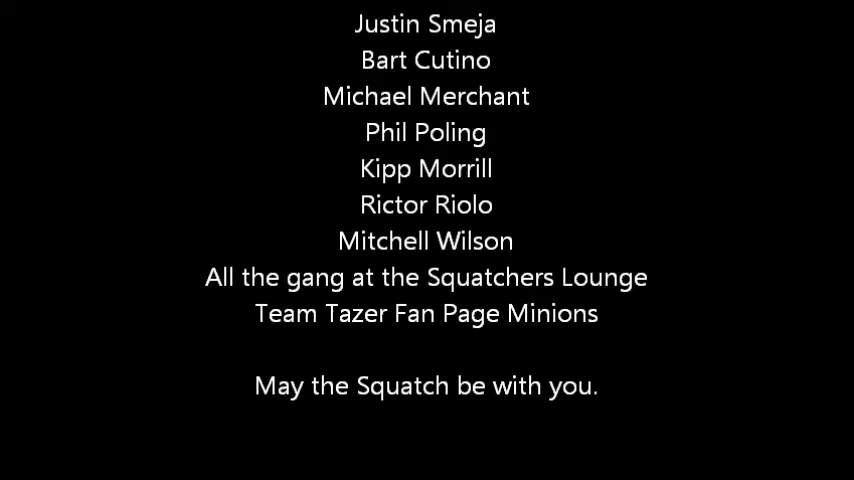 Justin Smeja
Bart Cutino
Michael Merchant
Phil Poling
Kipp Morrill
Rictor Riolo
Mitchell Wilson
All the gang at the Squatchers Lounge
Team Tazer Fan Page Minions
May the Squatch be with you.